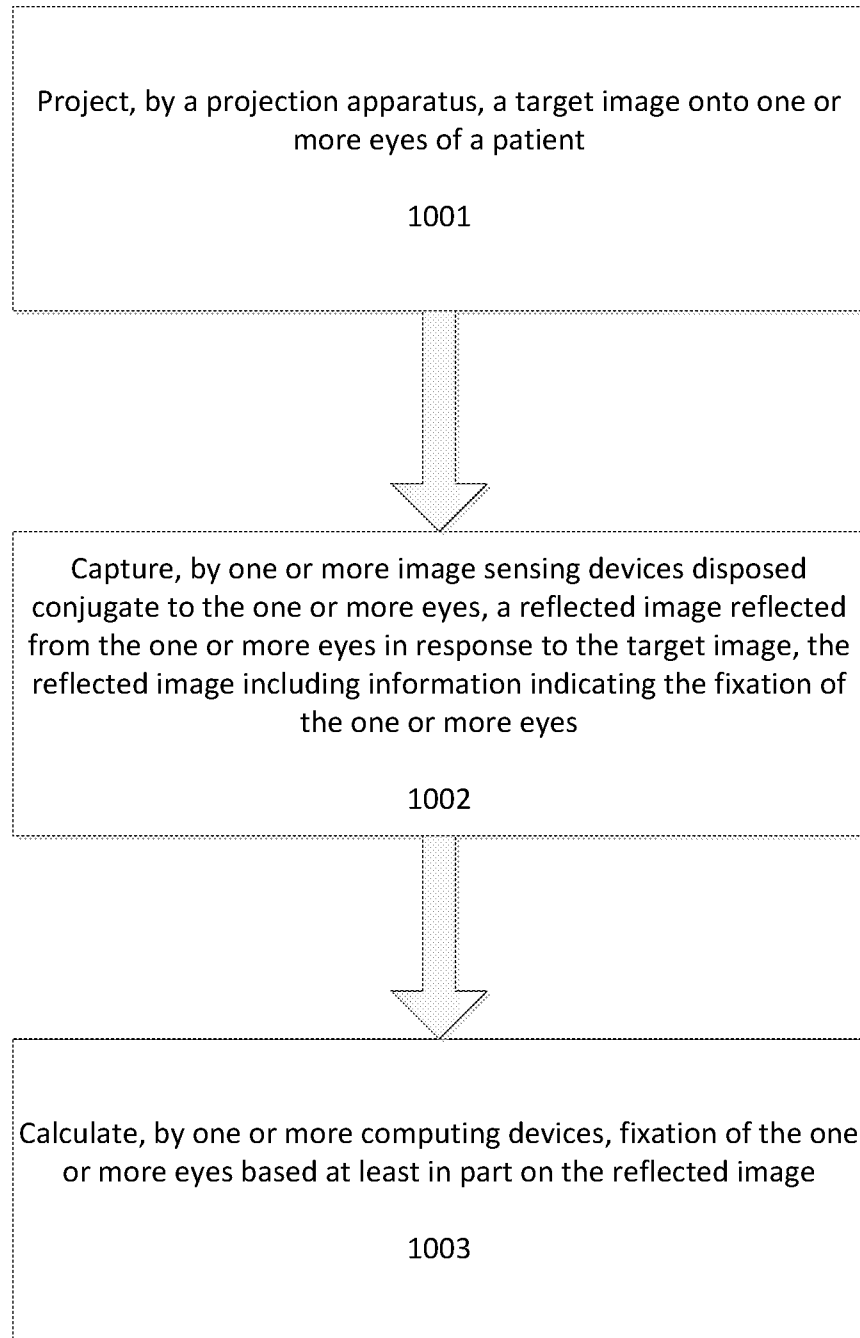 Project, by a projection apparatus, a target image onto one or
more eyes of a patient
1001
Capture, by one or more image sensing devices disposed
conjugate to the one or more eyes, a reflected image reflected
from the one or more eyes in response to the target image, the
reflected image including information indicating the fixation of
the one or more eyes
1002
Calculate, by one or more computing devices, fixation of the one
or more eyes based at least in part on the reflected image
1003